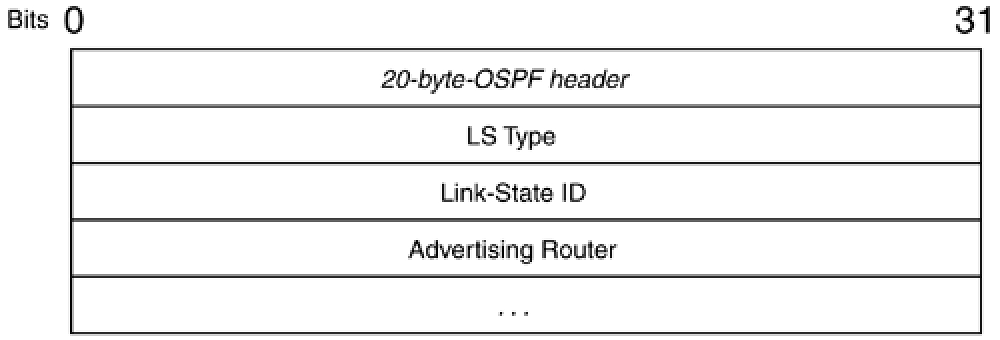 Bits 0 31
20-byte-OSPF header
LS Type
Link-State ID
Advertising Router
. . .